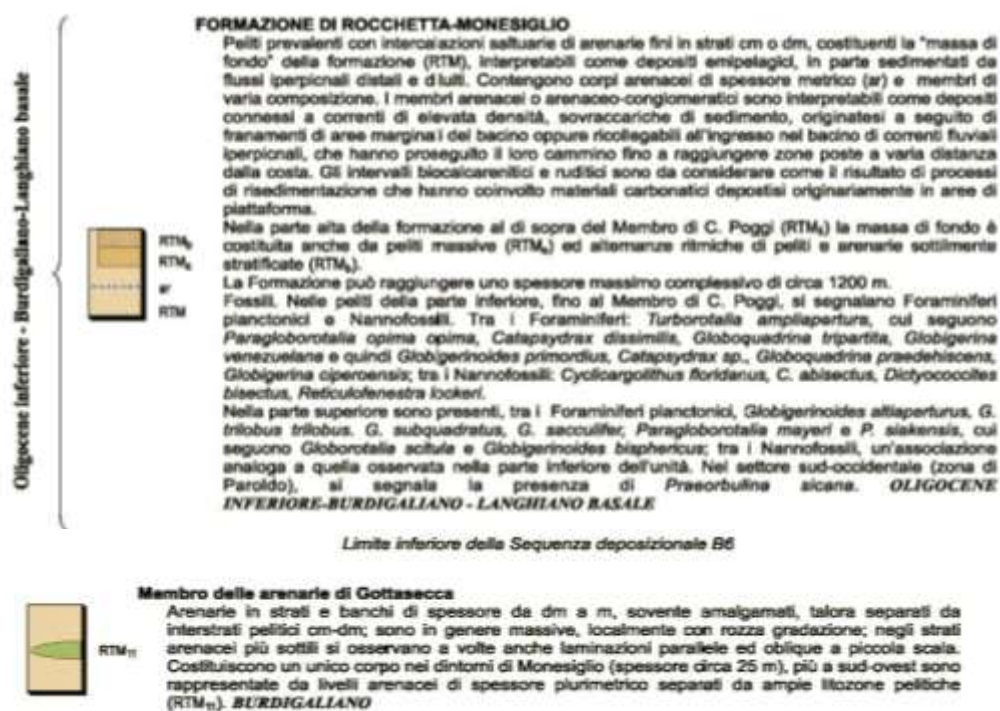 FORMAZIONE DI ROCCHETTA-MONESIGLIO
Peliti prevalenti con intercalazioni saltuarie di arenarie fini in strati cm o dm, costituenti la "massa di
fondo" della formazione (RTM), interpretabili come depositi emipelagici, in parte sedimentati da
flussi iperpicnali distali e diluiti. Contengono corpi arenacei di spessore metrico (ar) e membri di
varia composizione. I membri arenacei o arenaceo-conglomeratici sono interpretabili come depositi
connessi a correnti di elevata densità, sovraccariche di sedimento, originatesi a seguito di
franamenti di aree marginali del bacino oppure ricollegabili all'ingresso nel bacino di correnti fluviali
iperpicnali, che hanno proseguito il loro cammino fino a raggiungere zone poste a varia distanza
dalla costa. Gli intervalli biocalcarenitici e ruditici sono da considerare come il risultato di processi
di risedimentazione che hanno coinvolto materiali carbonatici depostisi originariamente in aree di
piattaforma.
Nella parte alta della formazione al di sopra del Membro di C. Poggi (RTM₄) la massa di fondo è
costituita anche da peliti massive (RTMₐ) ed alternanze ritmiche di peliti e arenarie sottilmente
stratificate (RTMb).
La Formazione può raggiungere uno spessore massimo complessivo di circa 1200 m.
Fossili. Nelle peliti della parte inferiore, fino al Membro di C. Poggi, si segnalano Foraminiferi
planctonici e Nannofossili. Tra i Foraminiferi: Turborotalia ampliapertura, cui seguono
Paragloborotalia opima opima, Catapsydrax dissimilis, Globoquadrina tripartita, Globigerina
venezuelana e quindi Globigerinoides primordius, Catapsydrax sp., Globoquadrina praedehiscens,
Globigerina ciperoensis; tra i Nannofossili: Cyclicargolithus floridanus, C. abisectus, Dictyococcites
bisectus, Reticulofenestra lockeri.
Nella parte superiore sono presenti, tra i Foraminiferi planctonici, Globigerinoides altiaperturus, G.
trilobus trilobus. G. subquadratus, G. sacculifer, Paragloborotalia mayeri e P. siakensis, cui
seguono Globorotalia scitula e Globigerinoides bisphericus; tra i Nannofossili, un'associazione
analoga a quella osservata nella parte inferiore dell'unità. Nel settore sud-occidentale (zona di
Paroldo), si segnala la presenza di Praeorbulina sicana. OLIGOCENE
INFERIORE-BURDIGALIANO - LANGHIANO BASALE
Oligocene inferiore - Burdigaliano-Langhiano basale
RTMb
RTMₐ
ar
RTM
Limite inferiore della Sequenza deposizionale B6
Membro delle arenarie di Gottasecca
Arenarie in strati e banchi di spessore da dm a m, sovente amalgamati, talora separati da
interstrati pelitici cm-dm; sono in genere massive, localmente con rozza gradazione; negli strati
arenacei più sottili si osservano a volte anche laminazioni parallele ed oblique a piccola scala.
Costituiscono un unico corpo nei dintorni di Monesiglio (spessore circa 25 m), più a sud-ovest sono
rappresentate da livelli arenacei di spessore plurimetrico separati da ampie litozone pelitiche
(RTM₁₁). BURDIGALIANO
RTM₁₁